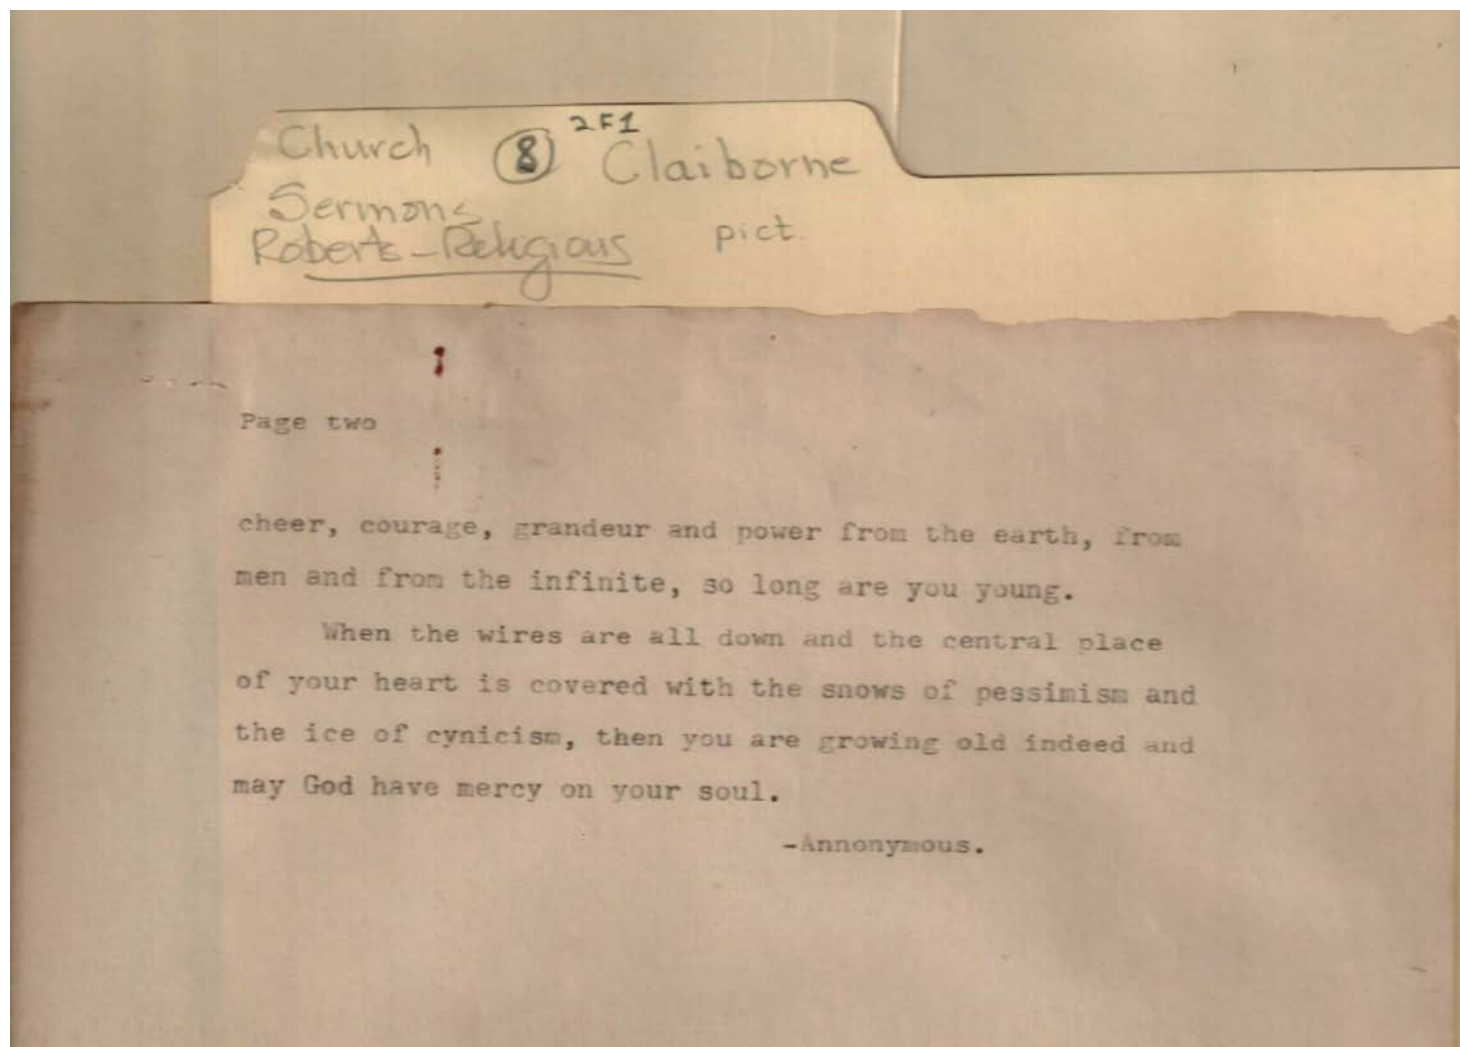 2F1
Church 8 Claiborne
Sermons
Roberts-Religious pict.
Page two
cheer, courage, grandeur and power from the earth, from
men and from the infinite, so long are you young.
When the wires are all down and the central place
of your heart is covered with the snows of pessimism and
the ice of cynicism, then you are growing old indeed and
may God have mercy on your soul.
-Annonymous.